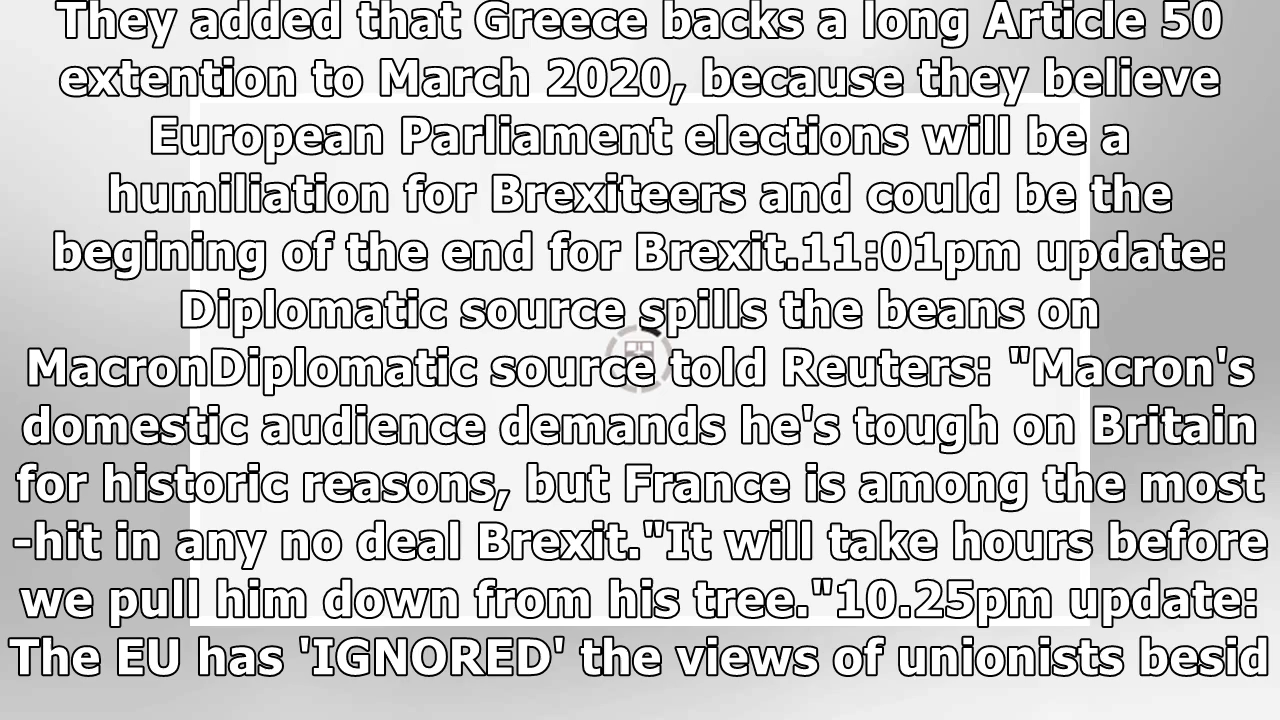 They added that Greece backs a long Article 50
extention to March 2020, because they believe
European Parliament elections will be a
humiliation for Brexiteers and could be the
begining of the end for Brexit.11:01pm update:
Diplomatic source spills the beans on
MacronDiplomatic source told Reuters: "Macron's
domestic audience demands he's tough on Britain
for historic reasons, but France is among the most
-hit in any no deal Brexit."It will take hours before
we pull him down from his tree."10.25pm update:
The EU has 'IGNORED' the views of unionists besid